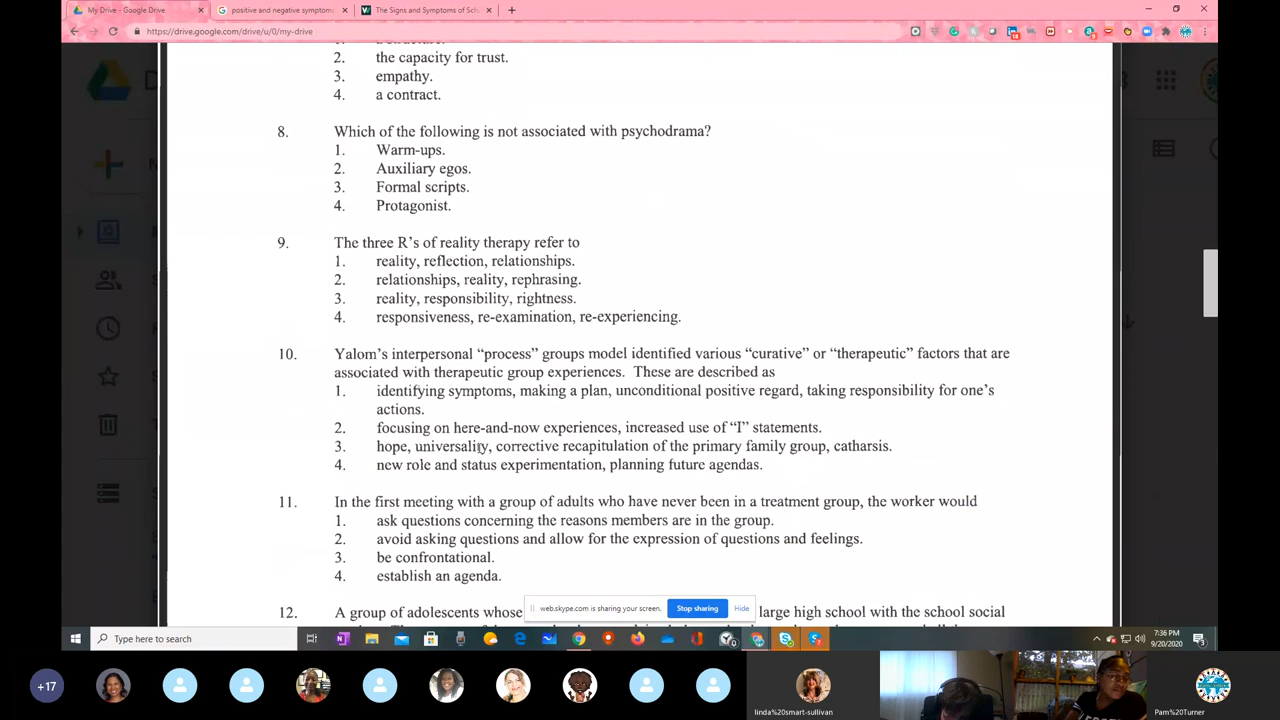 My Drive - Google Drive
positive and negative symptoms
The Signs and Symptoms of Sch
https://drive.google.com/drive/u/0/my-drive
2. the capacity for trust.
3. empathy.
4. a contract.
8. Which of the following is not associated with psychodrama?
1. Warm-ups.
2. Auxiliary egos.
3. Formal scripts.
4. Protagonist.
9. The three R's of reality therapy refer to
1. reality, reflection, relationships.
2. relationships, reality, rephrasing.
3. reality, responsibility, rightness.
4. responsiveness, re-examination, re-experiencing.
10. Yalom's interpersonal "process" groups model identified various "curative" or "therapeutic" factors that are
associated with therapeutic group experiences. These are described as
1. identifying symptoms, making a plan, unconditional positive regard, taking responsibility for one's
actions.
2. focusing on here-and-now experiences, increased use of "I" statements.
3. hope, universality, corrective recapitulation of the primary family group, catharsis.
4. new role and status experimentation, planning future agendas.
11. In the first meeting with a group of adults who have never been in a treatment group, the worker would
1. ask questions concerning the reasons members are in the group.
2. avoid asking questions and allow for the expression of questions and feelings.
3. be confrontational.
4. establish an agenda.
web.skype.com is sharing your screen. Stop sharing Hide
12. A group of adolescents whose large high school with the school social
Type here to search
7:36 PM
9/20/2020
+17
linda%20smart-sullivan
Pam%20Turner